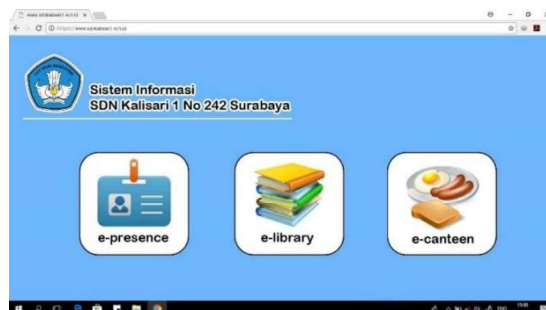 Sistem Informasi
SDN Kalisari 1 No 242 Surabaya
e-presence
e-library
e-canteen